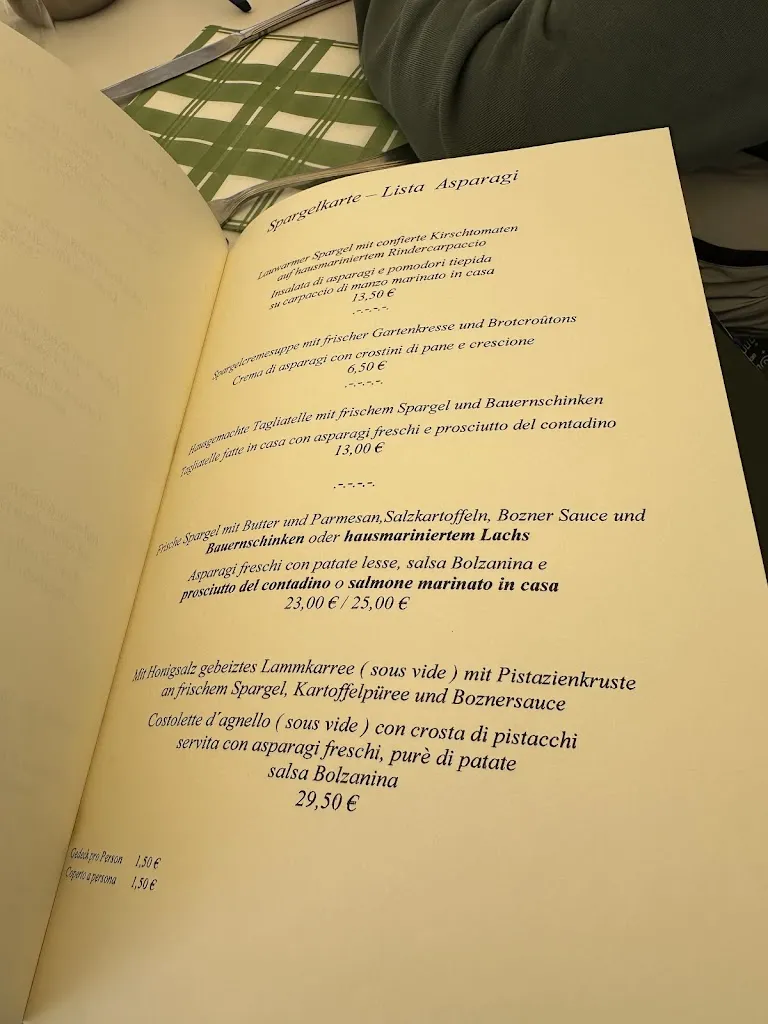 Spargelkarte – Lista Asparagi
Lauwarmer Spargel mit confierte Kirschtomaten
auf hausmariniertem Rindercarpaccio
Insalata di asparagi e pomodori tiepida
su carpaccio di manzo marinato in casa
13,50 €
.-.-.-.
Spargelcremesuppe mit frischer Gartenkresse und Brotcroûtons
Crema di asparagi con crostini di pane e crescione
6,50 €
.-.-.-.
Hausgemachte Tagliatelle mit frischem Spargel und Bauernschinken
Tagliatelle fatte in casa con asparagi freschi e prosciutto del contadino
13,00 €
.-.-.-.
Frische Spargel mit Butter und Parmesan,Salzkartoffeln, Bozner Sauce und
Bauernschinken oder hausmariniertem Lachs
Asparagi freschi con patate lesse, salsa Bolzanina e
prosciutto del contadino o salmone marinato in casa
23,00 € / 25,00 €
Mit Honigsalz gebeiztes Lammkarree ( sous vide ) mit Pistazienkruste
an frischem Spargel, Kartoffelpüree und Boznersauce
Costolette d´agnello ( sous vide ) con crosta di pistacchi
servita con asparagi freschi, purè di patate
salsa Bolzanina
29,50 €
Gedeck pro Person 1,50 €
Coperto a persona 1,50 €